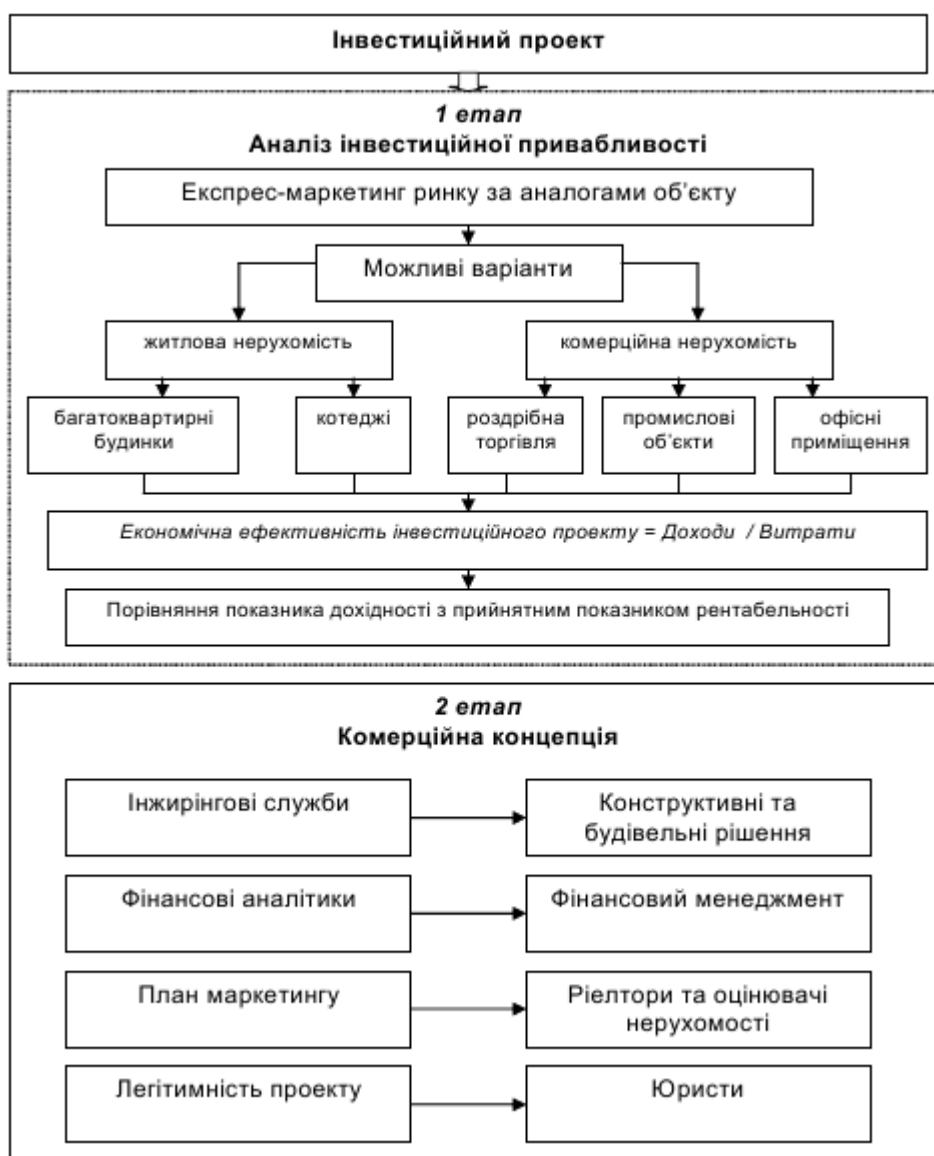 Інвестиційний проект
1 етап
Аналіз інвестиційної привабливості
Експрес-маркетинг ринку за аналогами об’єкту
Можливі варіанти
житлова нерухомість
комерційна нерухомість
багатоквартирні
будинки
котеджі
роздрібна
торгівля
промислові
об’єкти
офісні
приміщення
Економічна ефективність інвестиційного проекту = Доходи / Витрати
Порівняння показника дохідності з прийнятним показником рентабельності
2 етап
Комерційна концепція
Інжирінгові служби
Конструктивні та
будівельні рішення
Фінансові аналітики
Фінансовий менеджмент
План маркетингу
Ріелтори та оцінювачі
нерухомості
Легітимність проекту
Юристи